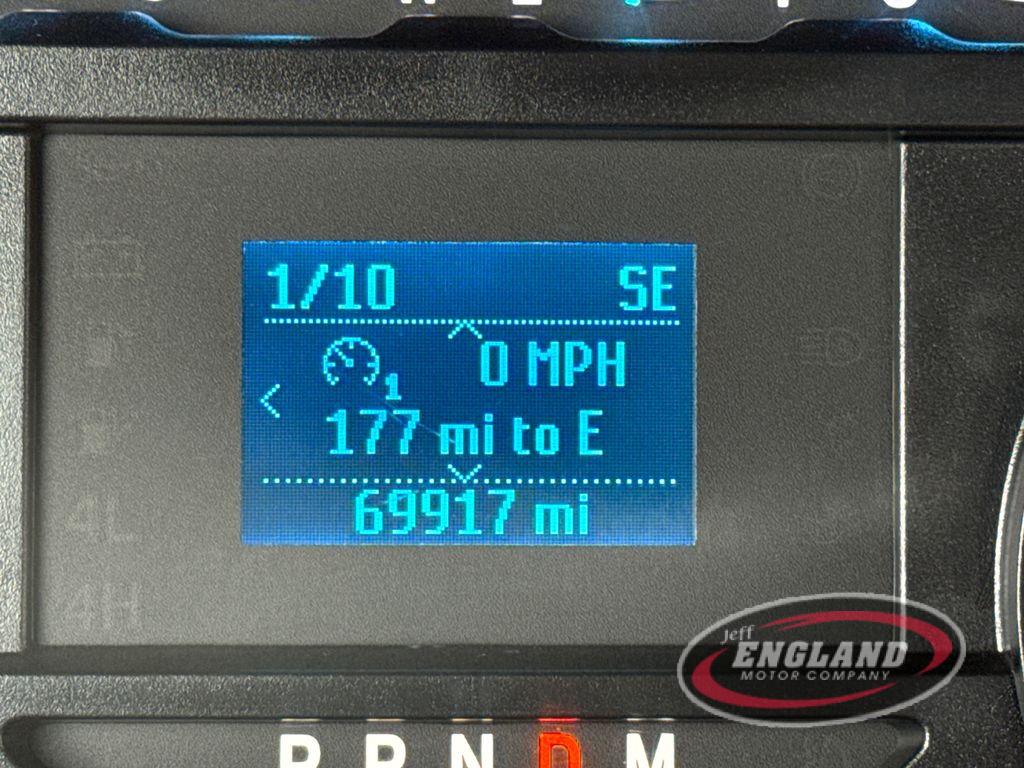 1/10 SE
0 MPH
1
177 mi to E
69917 mi
4L
4H
Jeff
ENGLAND
MOTOR COMPANY
P R N D M